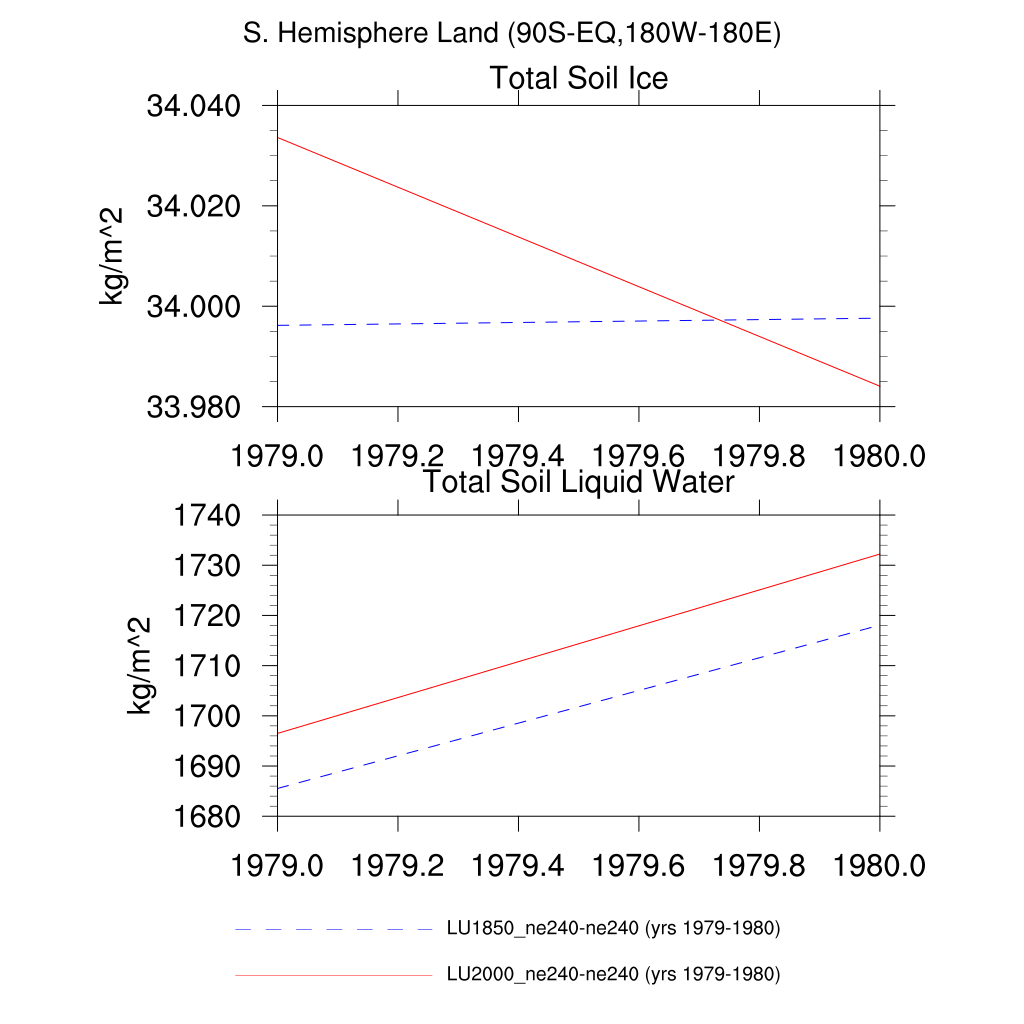 S. Hemisphere Land (90S-EQ,180W-180E)
Total Soil Ice
34.040
34.020
34.000
33.980
kg/m^2
1979.0 1979.2 1979.4 1979.6 1979.8 1980.0
Total Soil Liquid Water
1740
1730
1720
1710
1700
1690
1680
kg/m^2
1979.0 1979.2 1979.4 1979.6 1979.8 1980.0
LU1850_ne240-ne240 (yrs 1979-1980)
LU2000_ne240-ne240 (yrs 1979-1980)